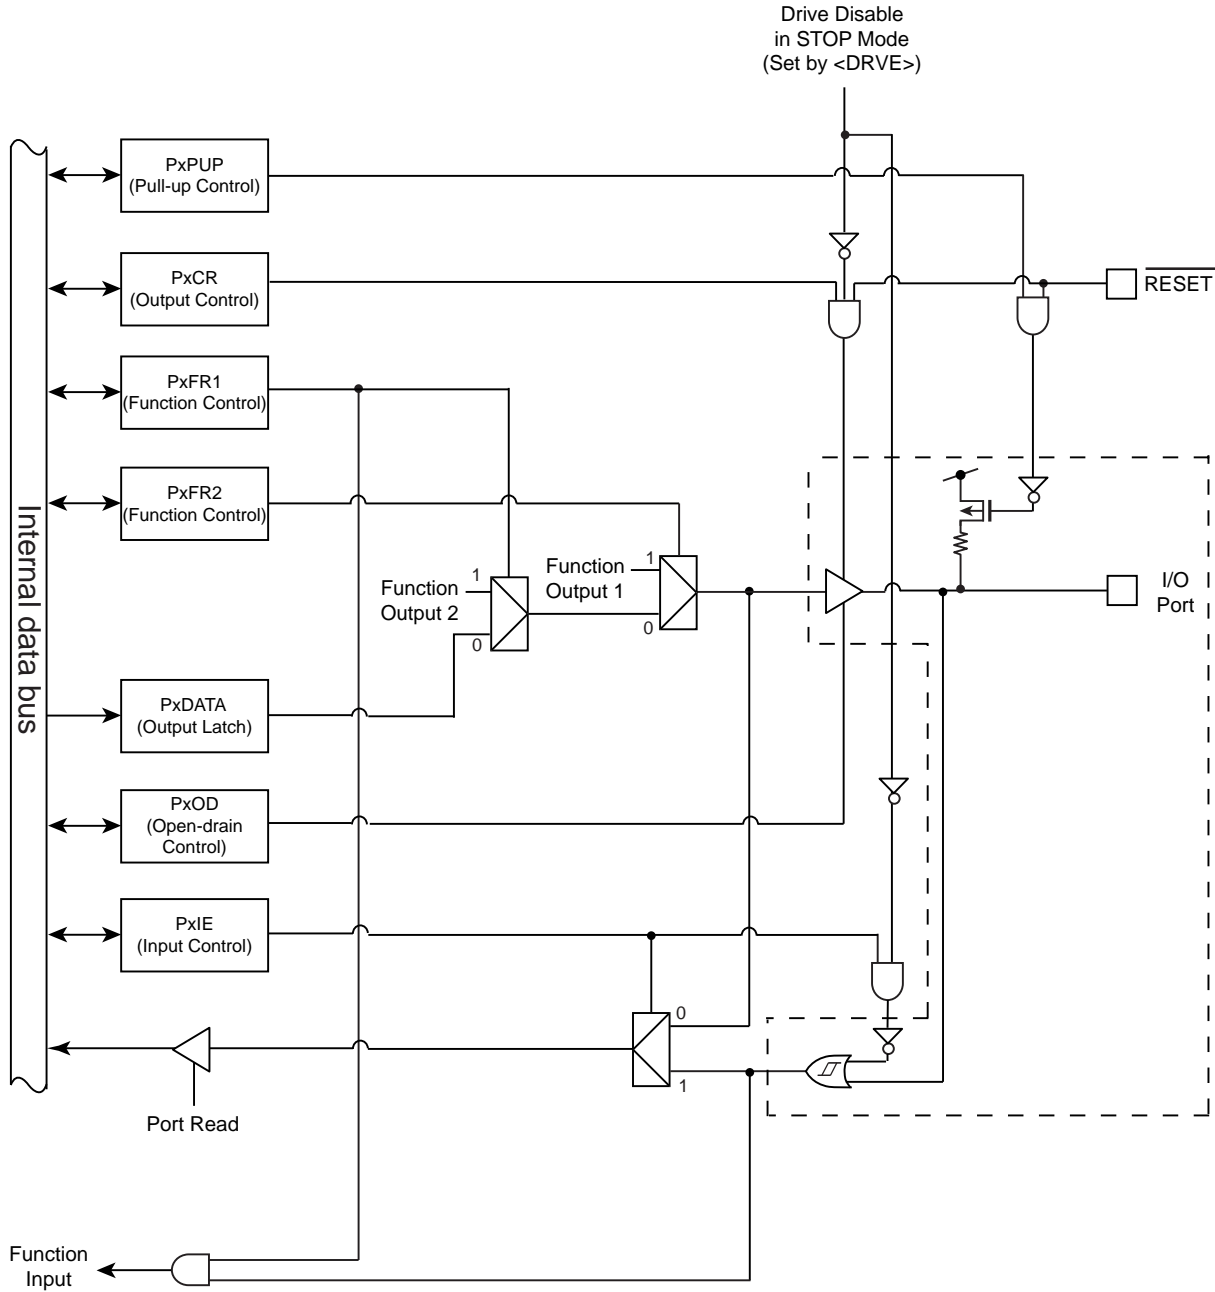 Drive Disable
in STOP Mode
(Set by <DRVE>)
PxPUP
(Pull-up Control)
PxCR
(Output Control)
RESET
PxFR1
(Function Control)
PxFR2
(Function Control)
Internal data bus
1
Function
Output 1
0
1
Function
Output 2
0
I/O
Port
PxDATA
(Output Latch)
PxOD
(Open-drain
Control)
PxIE
(Input Control)
0
1
Port Read
Function
Input